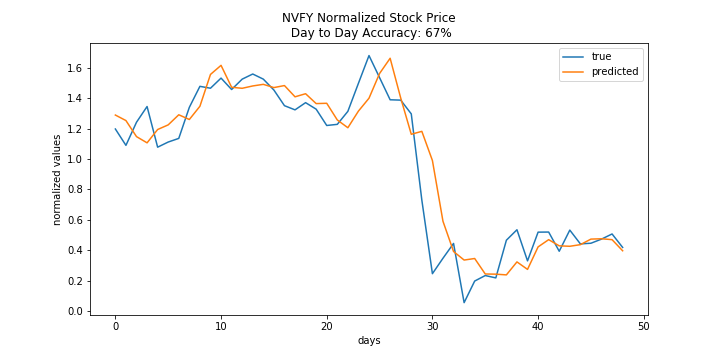 NVFY Normalized Stock Price
Day to Day Accuracy: 67%
true
predicted
normalized values
1.6
1.4
1.2
1.0
0.8
0.6
0.4
0.2
0.0
0 10 20 30 40 50
days